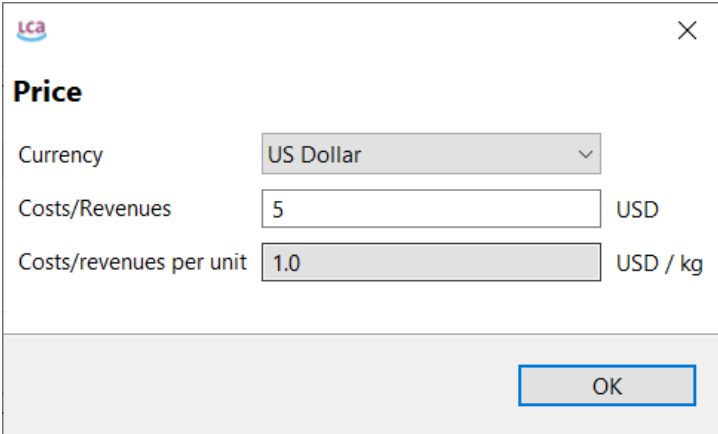 LCA
Price
Currency US Dollar
Costs/Revenues 5 USD
Costs/revenues per unit 1.0 USD / kg
OK